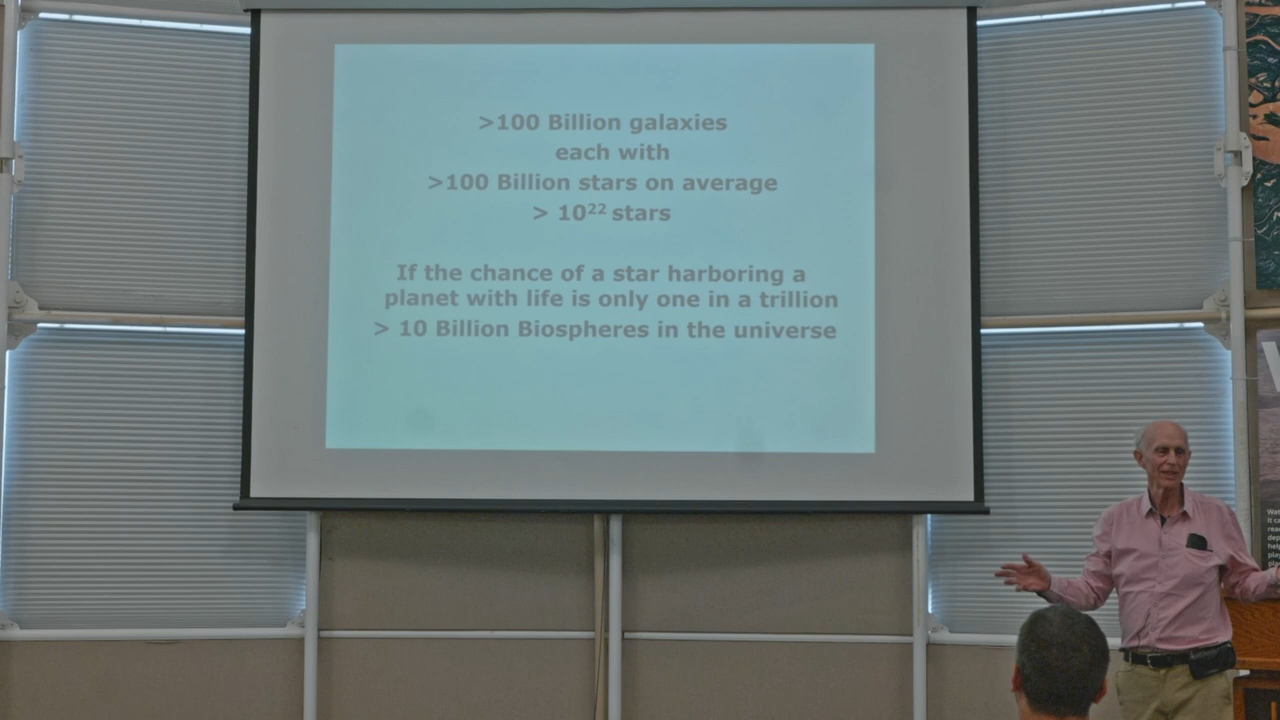 >100 Billion galaxies
each with
>100 Billion stars on average
> 10²² stars
If the chance of a star harboring a
planet with life is only one in a trillion
> 10 Billion Biospheres in the universe